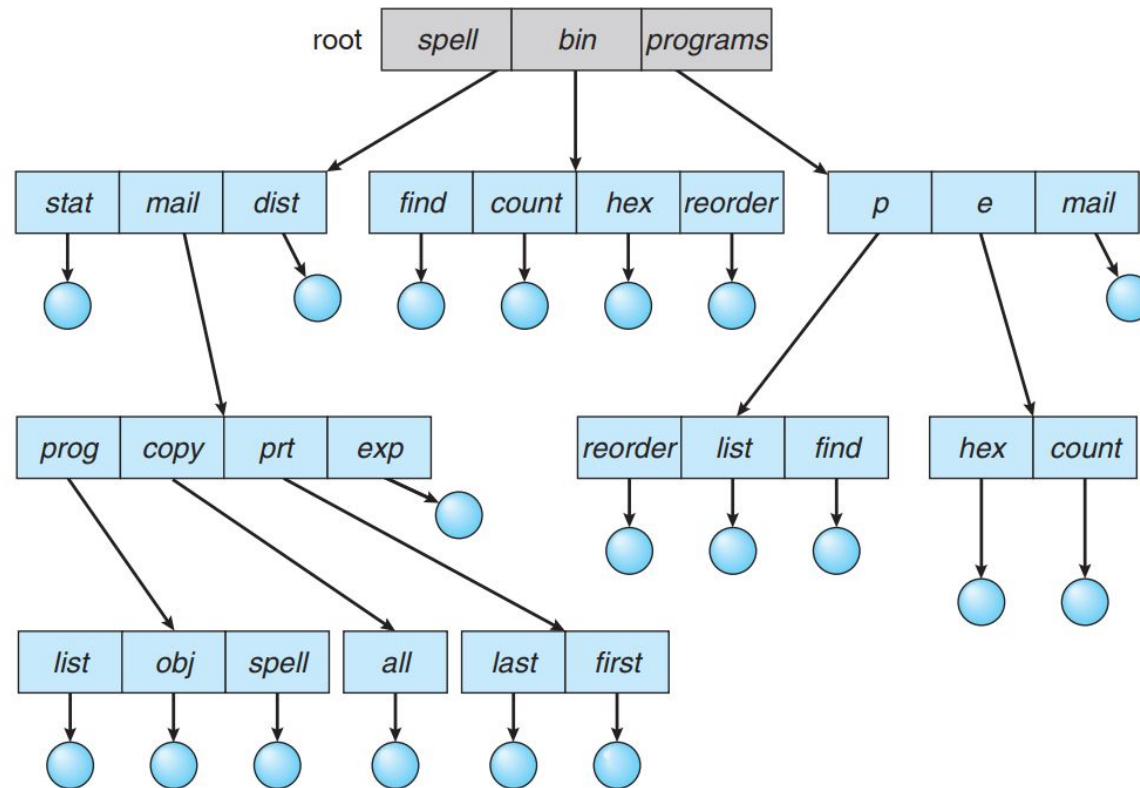 root spell bin programs
stat mail dist find count hex reorder p e mail
prog copy prt exp reorder list find hex count
list obj spell all last first